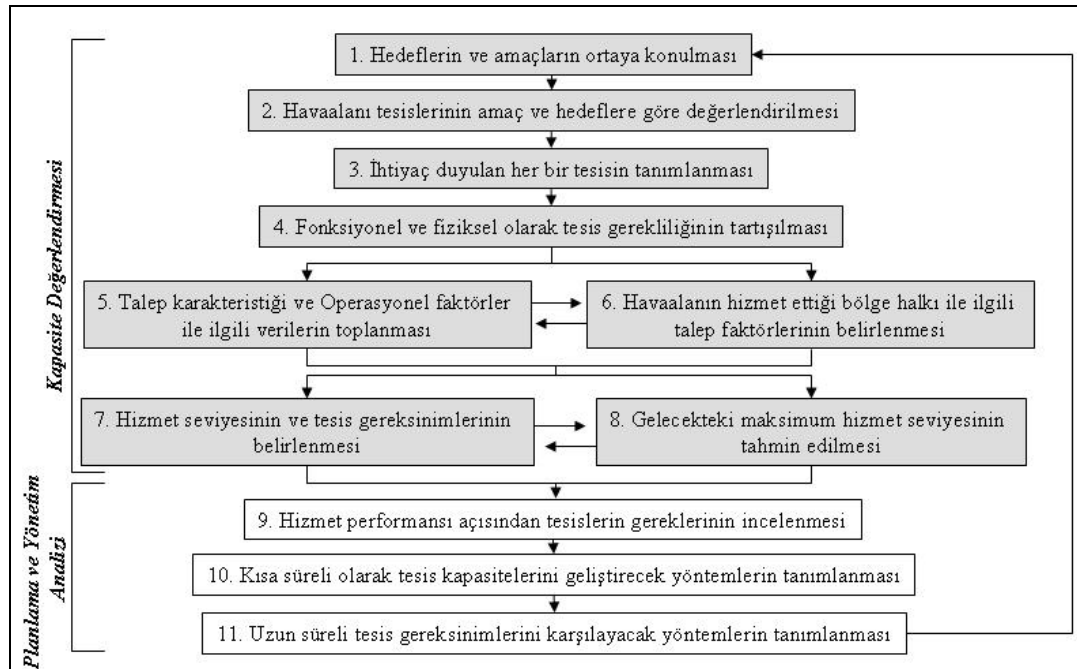 1. Hedeflerin ve amaçların ortaya konulması
2. Havaalanı tesislerinin amaç ve hedeflere göre değerlendirilmesi
3. İhtiyaç duyulan her bir tesisin tanımlanması
4. Fonksiyonel ve fiziksel olarak tesis gerekliliğinin tartışılması
5. Talep karakteristiği ve Operasyonel faktörler
ile ilgili verilerin toplanması
6. Havaalanın hizmet ettiği bölge halkı ile ilgili
talep faktörlerinin belirlenmesi
7. Hizmet seviyesinin ve tesis gereksinimlerinin
belirlenmesi
8. Gelecekteki maksimum hizmet seviyesinin
tahmin edilmesi
Kapasite Değerlendirmesi
9. Hizmet performansı açısından tesislerin gereklerinin incelenmesi
10. Kısa süreli olarak tesis kapasitelerini geliştirecek yöntemlerin tanımlanması
11. Uzun süreli tesis gereksinimlerini karşılayacak yöntemlerin tanımlanması
Planlama ve Yönetim
Analizi